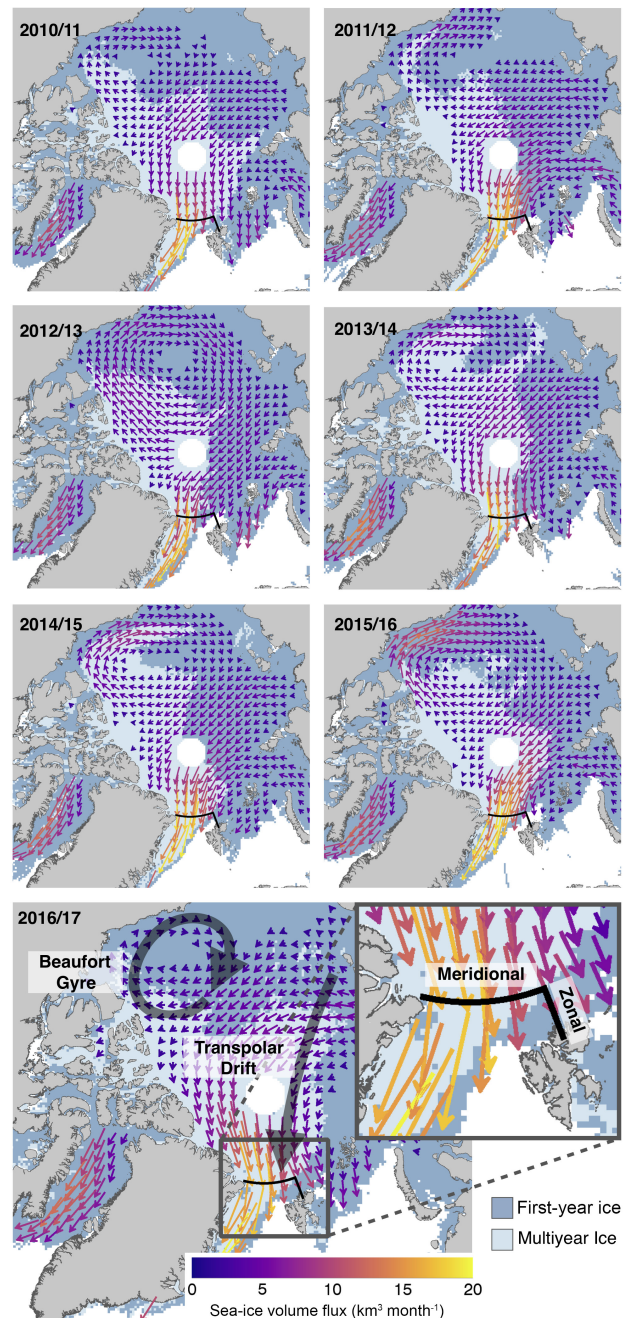 2010/11
2011/12
2012/13
2013/14
2014/15
2015/16
2016/17
Beaufort
Gyre
Transpolar
Drift
Meridional
Zonal
First-year ice
Multiyear Ice
0 5 10 15 20
Sea-ice volume flux (km³ month⁻¹)